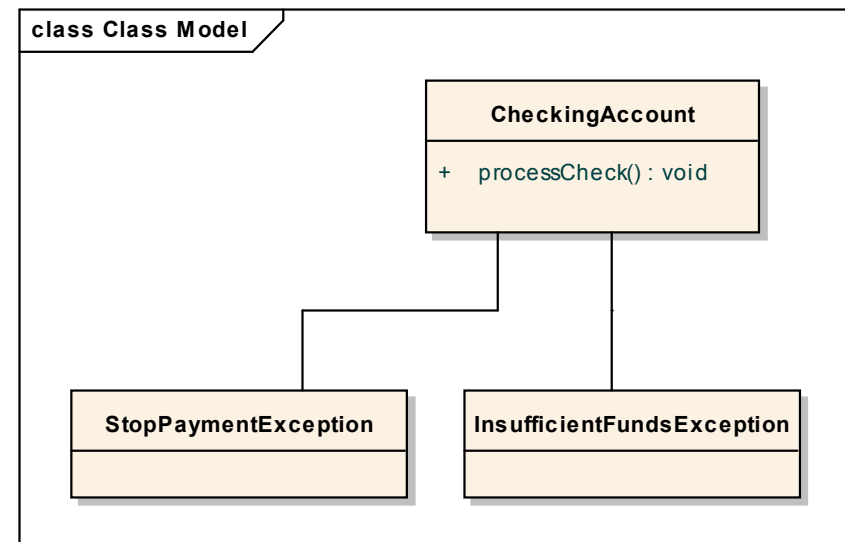 class Class Model
CheckingAccount
+ processCheck() : void
StopPaymentException
InsufficientFundsException